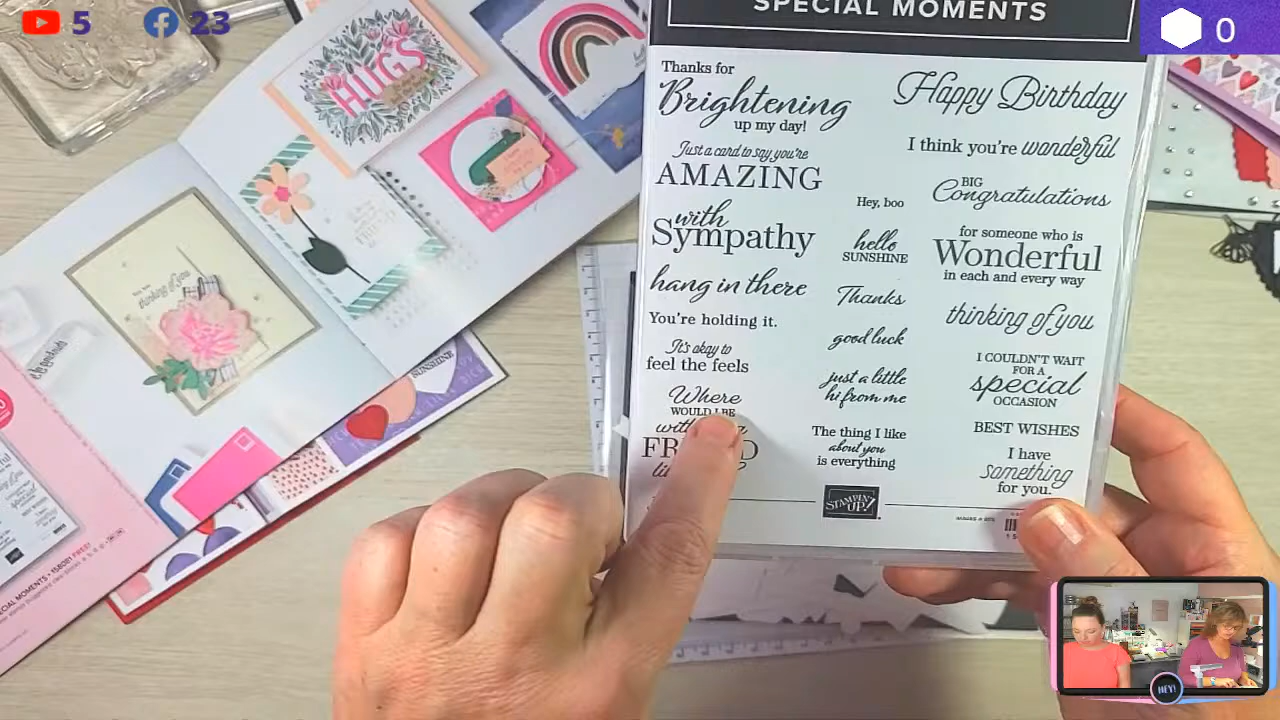 5
23
0
SPECIAL MOMENTS
Thanks for
Brightening
up my day!
Just a card to say you're
AMAZING
with
Sympathy
hang in there
You're holding it.
It's okay to
feel the feels
Where
WOULD I BE
Hey, boo
hello
SUNSHINE
Thanks
good luck
just a little
hi from me
The thing I like
about you
is everything
Happy Birthday
I think you're wonderful
BIG
Congratulations
for someone who is
Wonderful
in each and every way
thinking of you
I COULDN'T WAIT
FOR A
special
OCCASION
BEST WISHES
I have
something
for you.
STAMPIN'
UP!
HUGS
thinking of you
SUNSHINE
HEY!